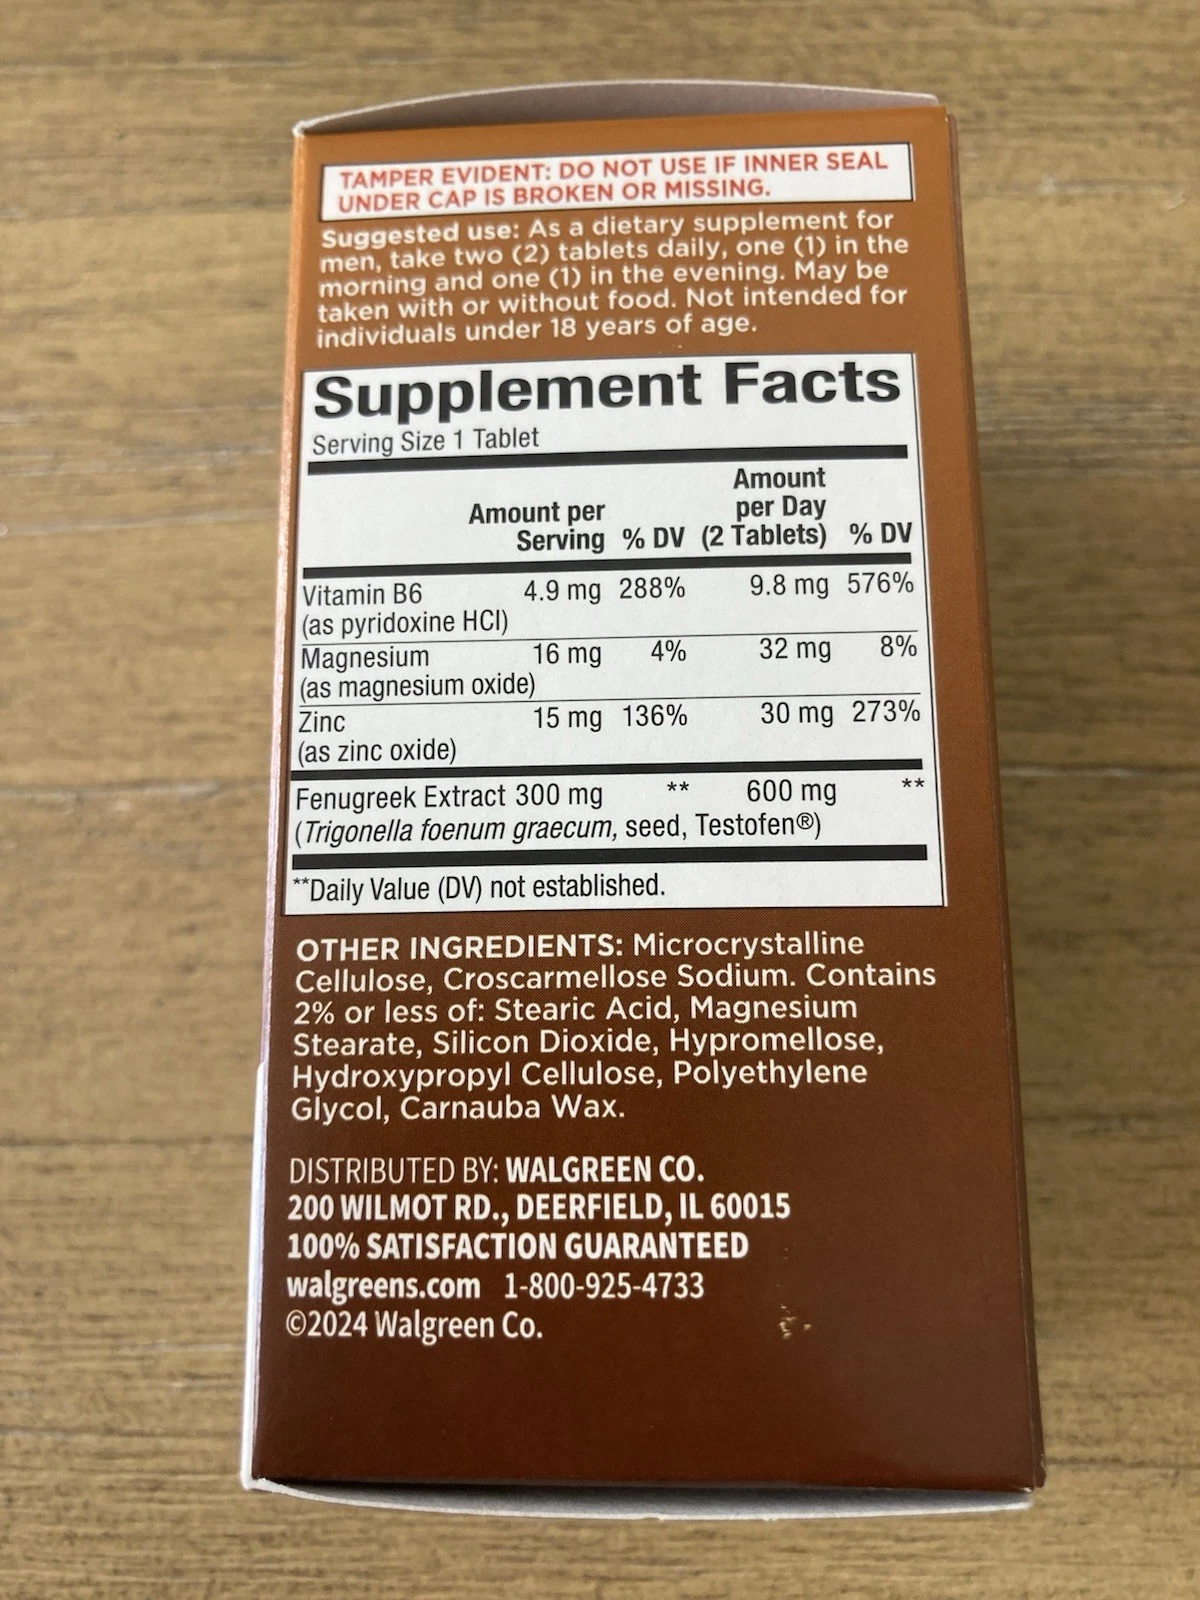 TAMPER EVIDENT: DO NOT USE IF INNER SEAL
UNDER CAP IS BROKEN OR MISSING.
Suggested use: As a dietary supplement for
men, take two (2) tablets daily, one (1) in the
morning and one (1) in the evening. May be
taken with or without food. Not intended for
individuals under 18 years of age.
Supplement Facts
Serving Size 1 Tablet
Amount per Serving % DV Amount per Day (2 Tablets) % DV
Vitamin B6 4.9 mg 288% 9.8 mg 576%
(as pyridoxine HCl)
Magnesium 16 mg 4% 32 mg 8%
(as magnesium oxide)
Zinc 15 mg 136% 30 mg 273%
(as zinc oxide)
Fenugreek Extract 300 mg ** 600 mg **
(Trigonella foenum graecum, seed, Testofen®)
**Daily Value (DV) not established.
OTHER INGREDIENTS: Microcrystalline
Cellulose, Croscarmellose Sodium. Contains
2% or less of: Stearic Acid, Magnesium
Stearate, Silicon Dioxide, Hypromellose,
Hydroxypropyl Cellulose, Polyethylene
Glycol, Carnauba Wax.
DISTRIBUTED BY: WALGREEN CO.
200 WILMOT RD., DEERFIELD, IL 60015
100% SATISFACTION GUARANTEED
walgreens.com 1-800-925-4733
©2024 Walgreen Co.